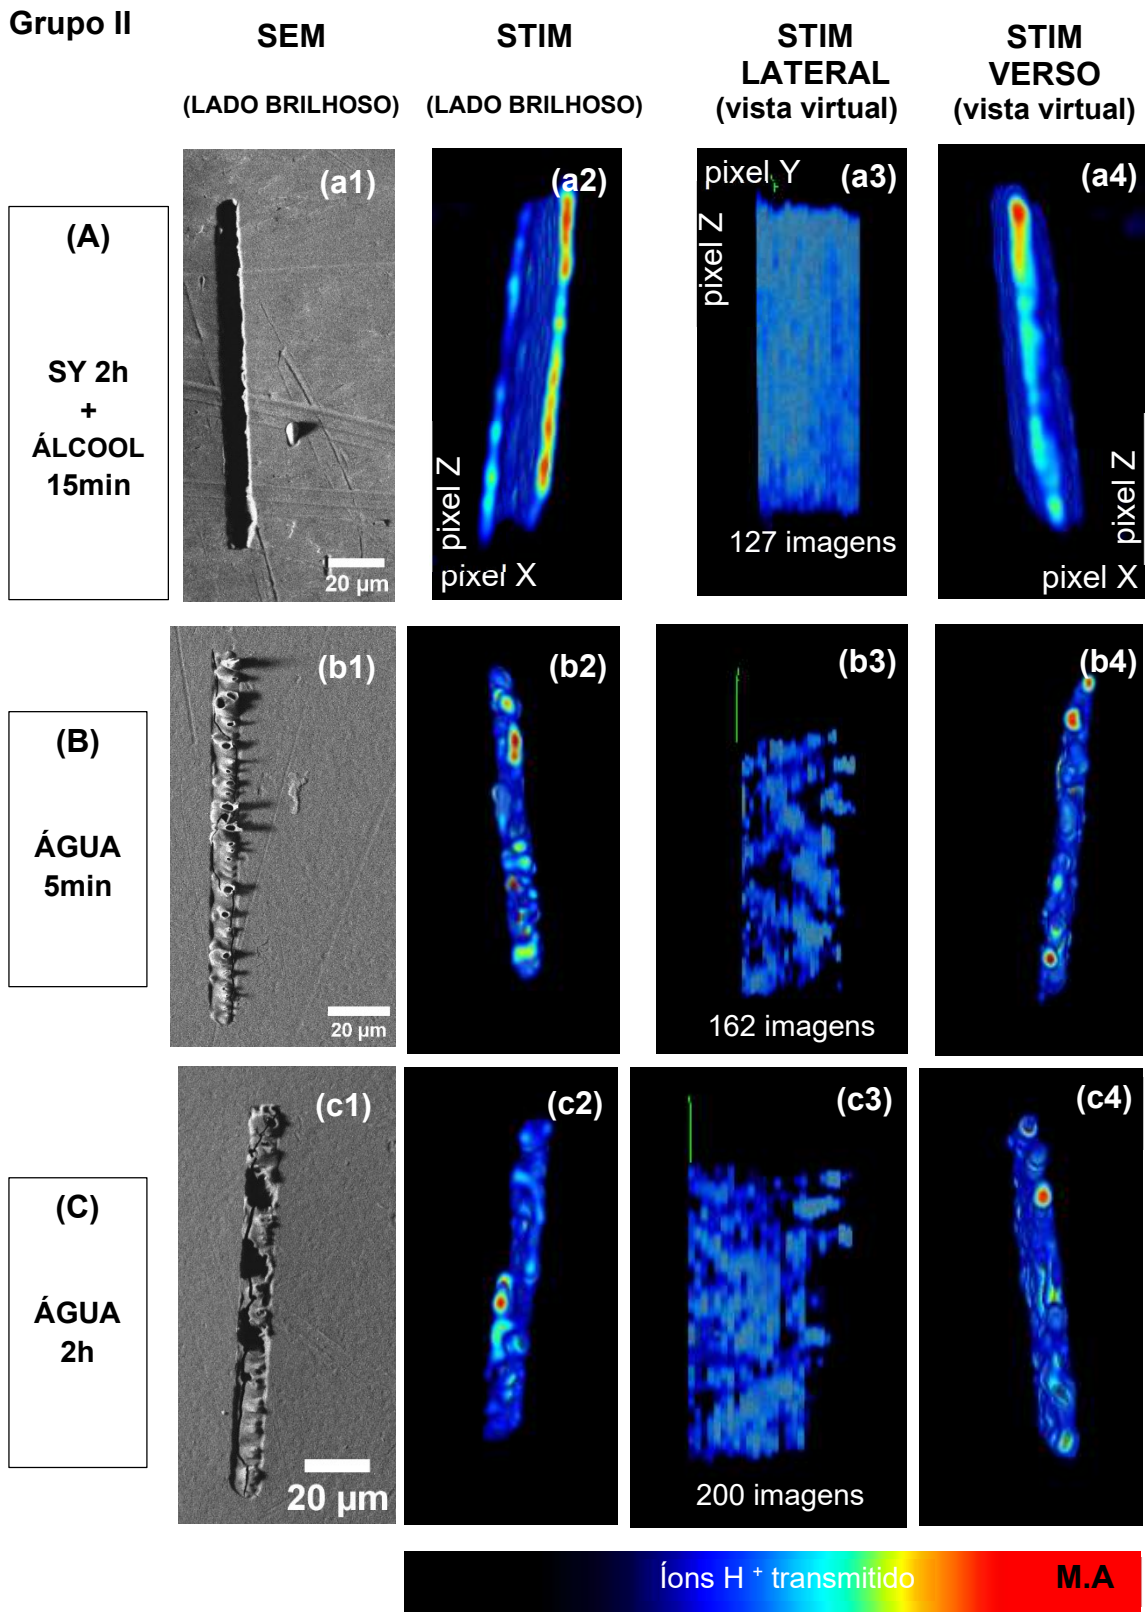 Grupo II
SEM
(LADO BRILHOSO)
STIM
(LADO BRILHOSO)
STIM
LATERAL
(vista virtual)
STIM
VERSO
(vista virtual)
(A)
SY 2h
+
ÁLCOOL
15min
(a1)
20 µm
(a2)
pixel Z
pixel X
pixel Y
(a3)
pixel Z
127 imagens
(a4)
pixel Z
pixel X
(B)
ÁGUA
5min
(b1)
20 µm
(b2)
(b3)
162 imagens
(b4)
(C)
ÁGUA
2h
(c1)
20 µm
(c2)
(c3)
200 imagens
(c4)
Íons H + transmitido
M.A